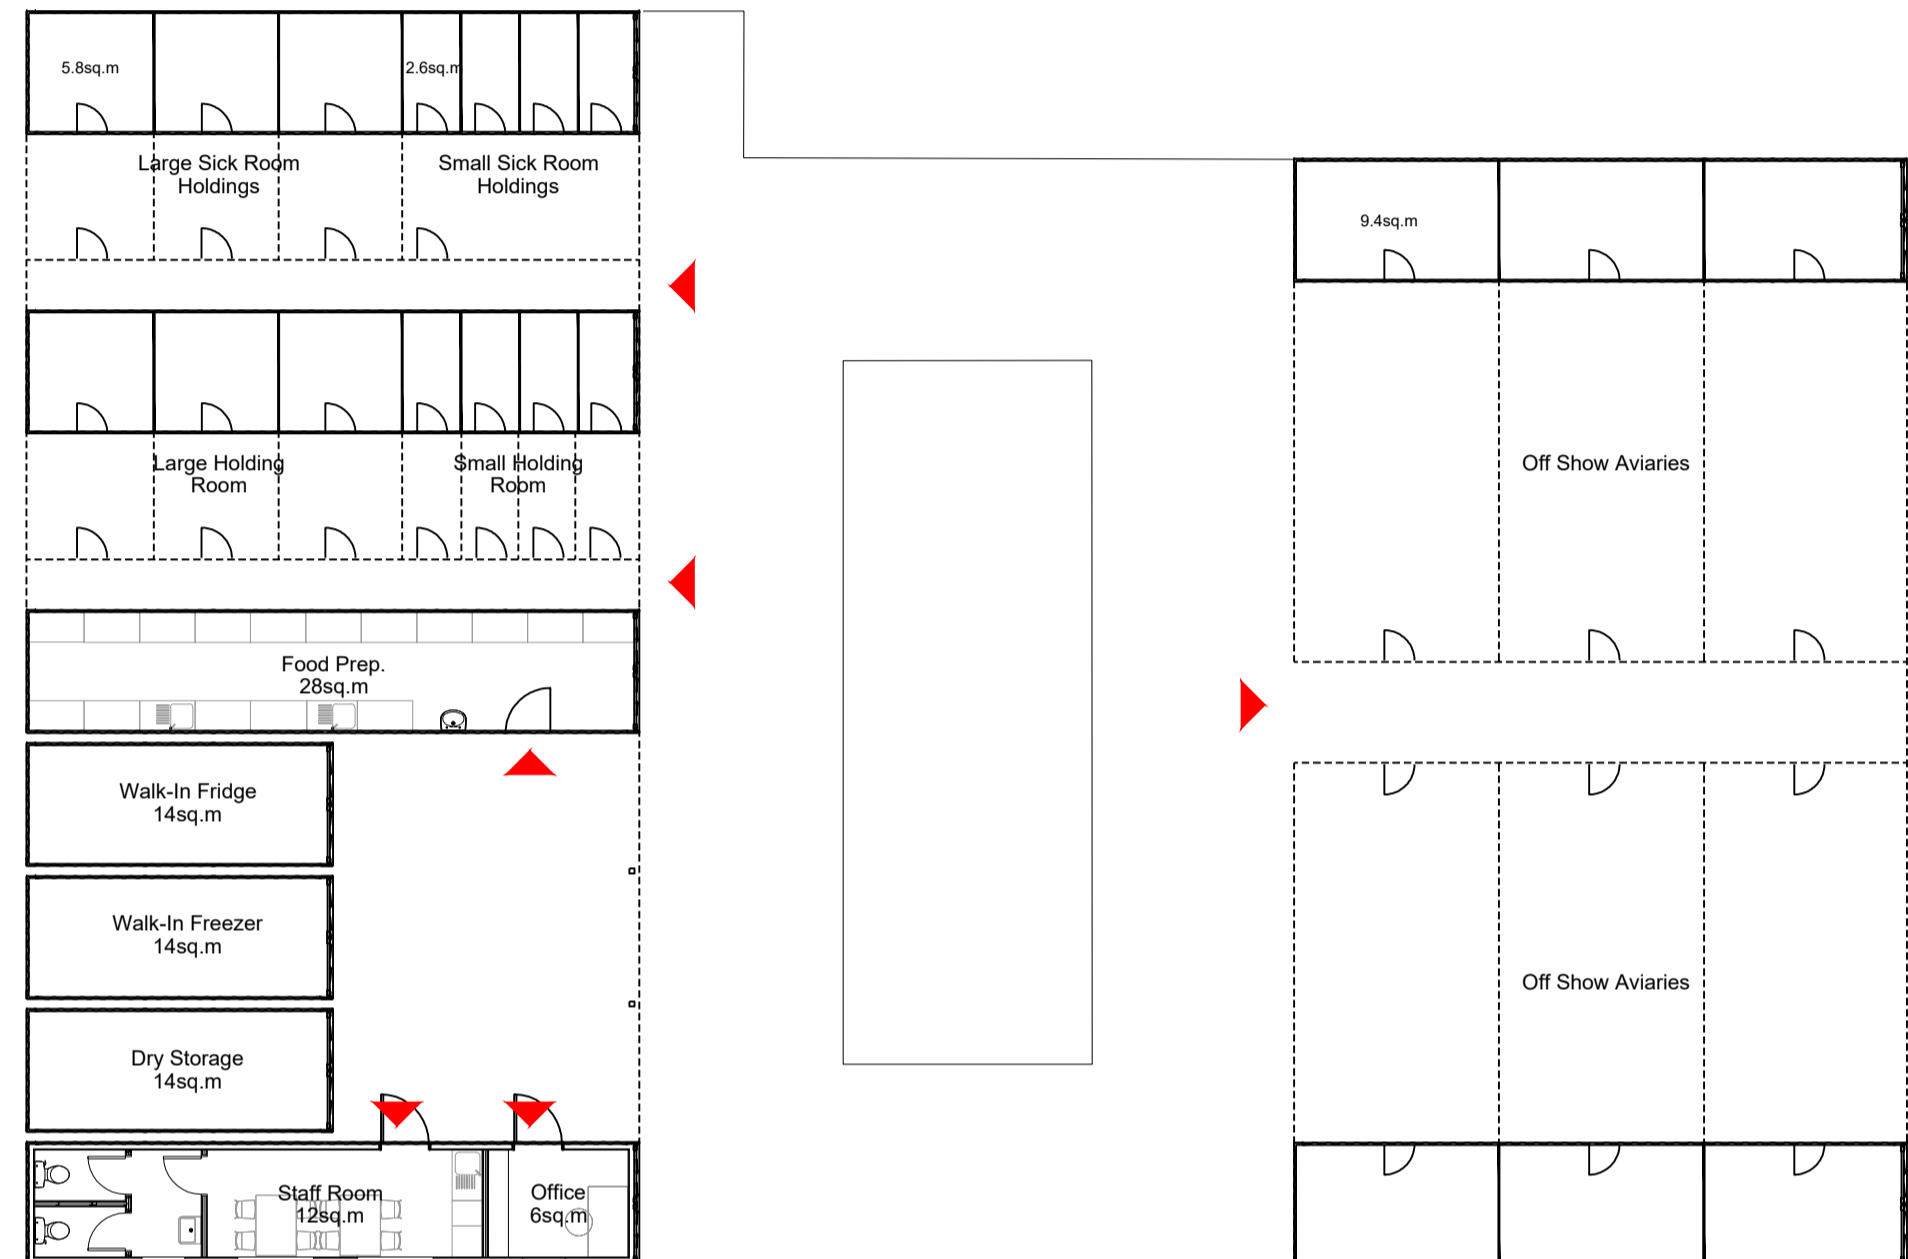 5.8sq.m
2.6sq.m
Large Sick Room
Holdings
Small Sick Room
Holdings
9.4sq.m
Large Holding
Room
Small Holding
Room
Off Show Aviaries
Food Prep.
28sq.m
Walk-In Fridge
14sq.m
Walk-In Freezer
14sq.m
Off Show Aviaries
Dry Storage
14sq.m
Staff Room
12sq.m
Office
6sq.m